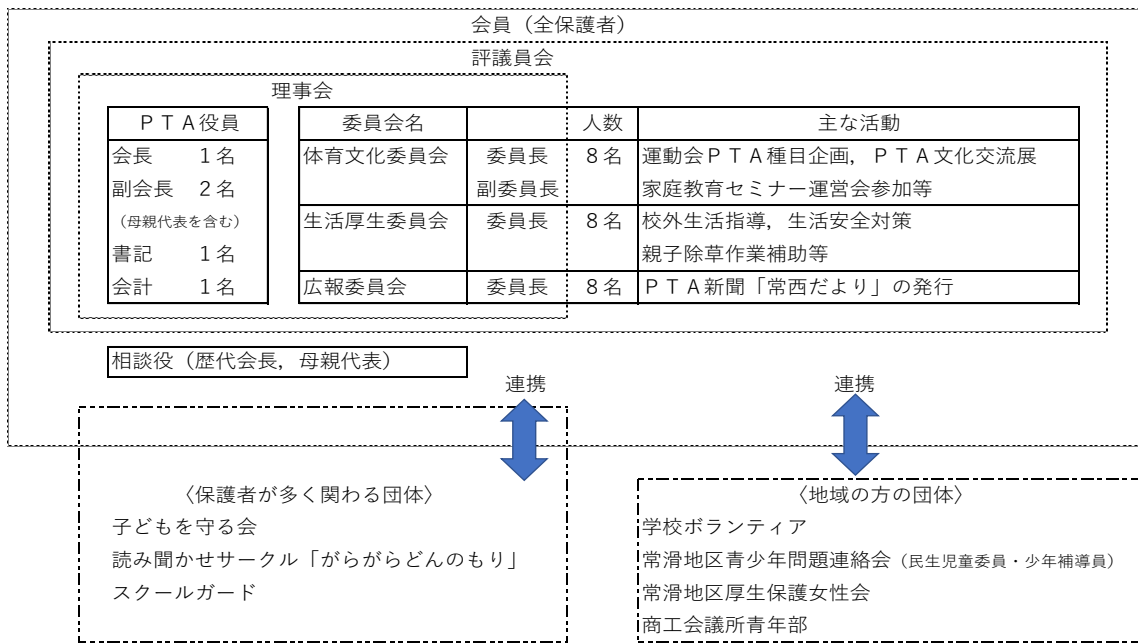 会員（全保護者）
評議員会
理事会
ＰＴＡ役員 委員会名 人数 主な活動
会長 １名 体育文化委員会 委員長 ８名 運動会ＰＴＡ種目企画，ＰＴＡ文化交流展
副会長 ２名 副委員長 家庭教育セミナー運営会参加等
（母親代表を含む） 生活厚生委員会 委員長 ８名 校外生活指導，生活安全対策
書記 １名 親子除草作業補助等
会計 １名 広報委員会 委員長 ８名 ＰＴＡ新聞「常西だより」の発行
相談役（歴代会長，母親代表）
連携 連携
〈保護者が多く関わる団体〉
子どもを守る会
読み聞かせサークル「がらがらどんのもり」
スクールガード
〈地域の方の団体〉
学校ボランティア
常滑地区青少年問題連絡会（民生児童委員・少年補導員）
常滑地区厚生保護女性会
商工会議所青年部